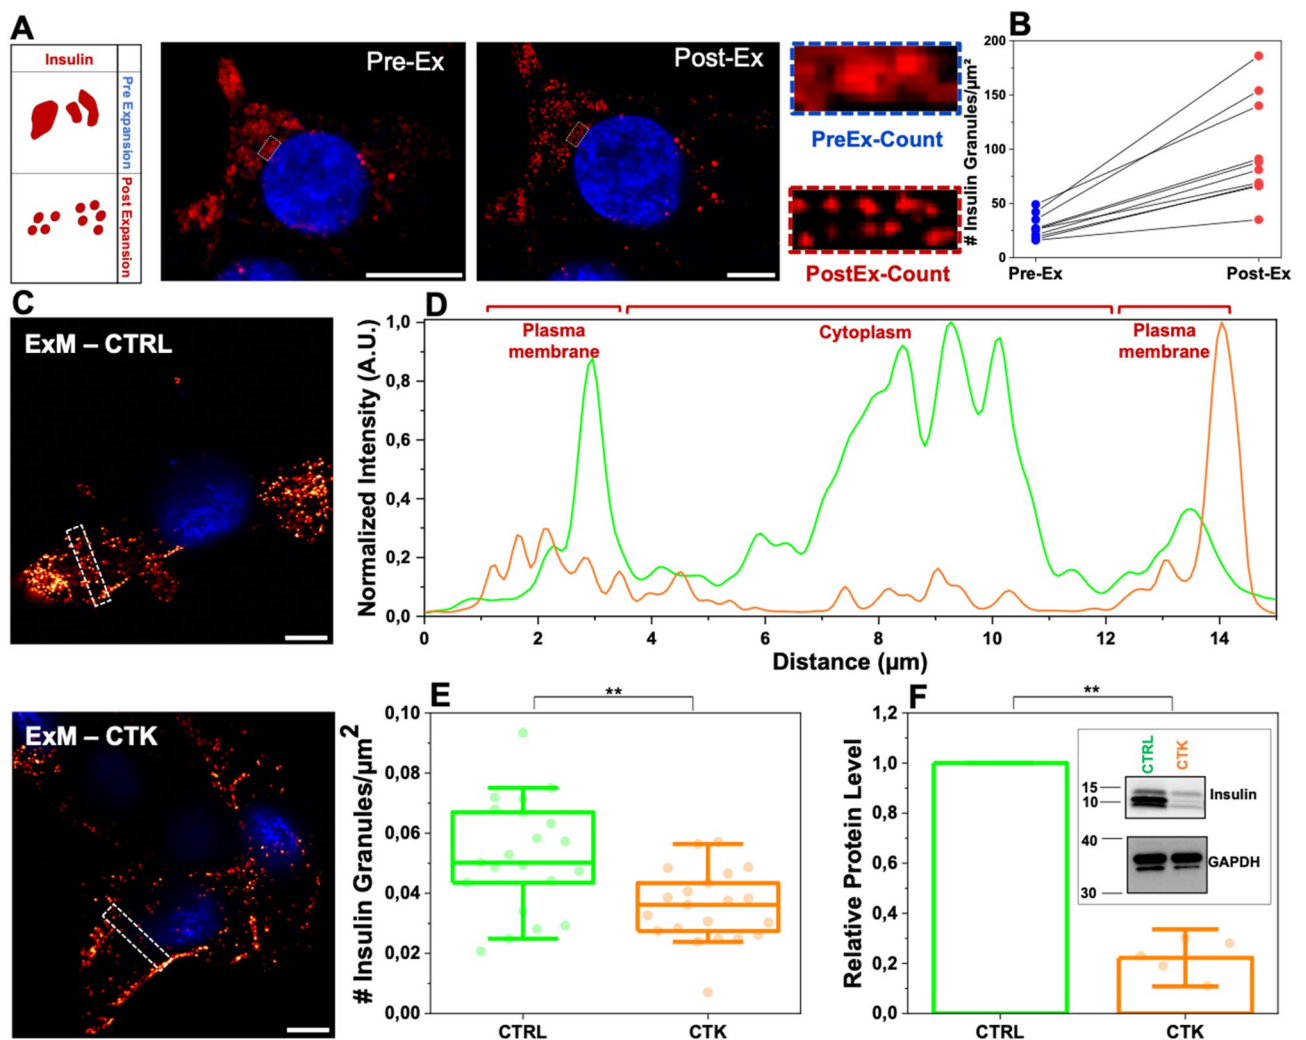 A
Insulin
Pre Expansion
Post Expansion
Pre-Ex
Post-Ex
PreEx-Count
PostEx-Count
B
# Insulin Granules/µm²
200
150
100
50
0
Pre-Ex
Post-Ex
C
ExM – CTRL
ExM – CTK
D
Plasma
membrane
Cytoplasm
Plasma
membrane
Normalized Intensity (A.U.)
1,0
0,8
0,6
0,4
0,2
0,0
0
2
4
6
8
10
12
14
Distance (µm)
E
**
# Insulin Granules/µm²
0,10
0,08
0,06
0,04
0,02
0,00
CTRL
CTK
F
**
Relative Protein Level
1,2
1,0
0,8
0,6
0,4
0,2
0,0
CTRL
CTK
CTRL
CTK
15
10
Insulin
40
30
GAPDH